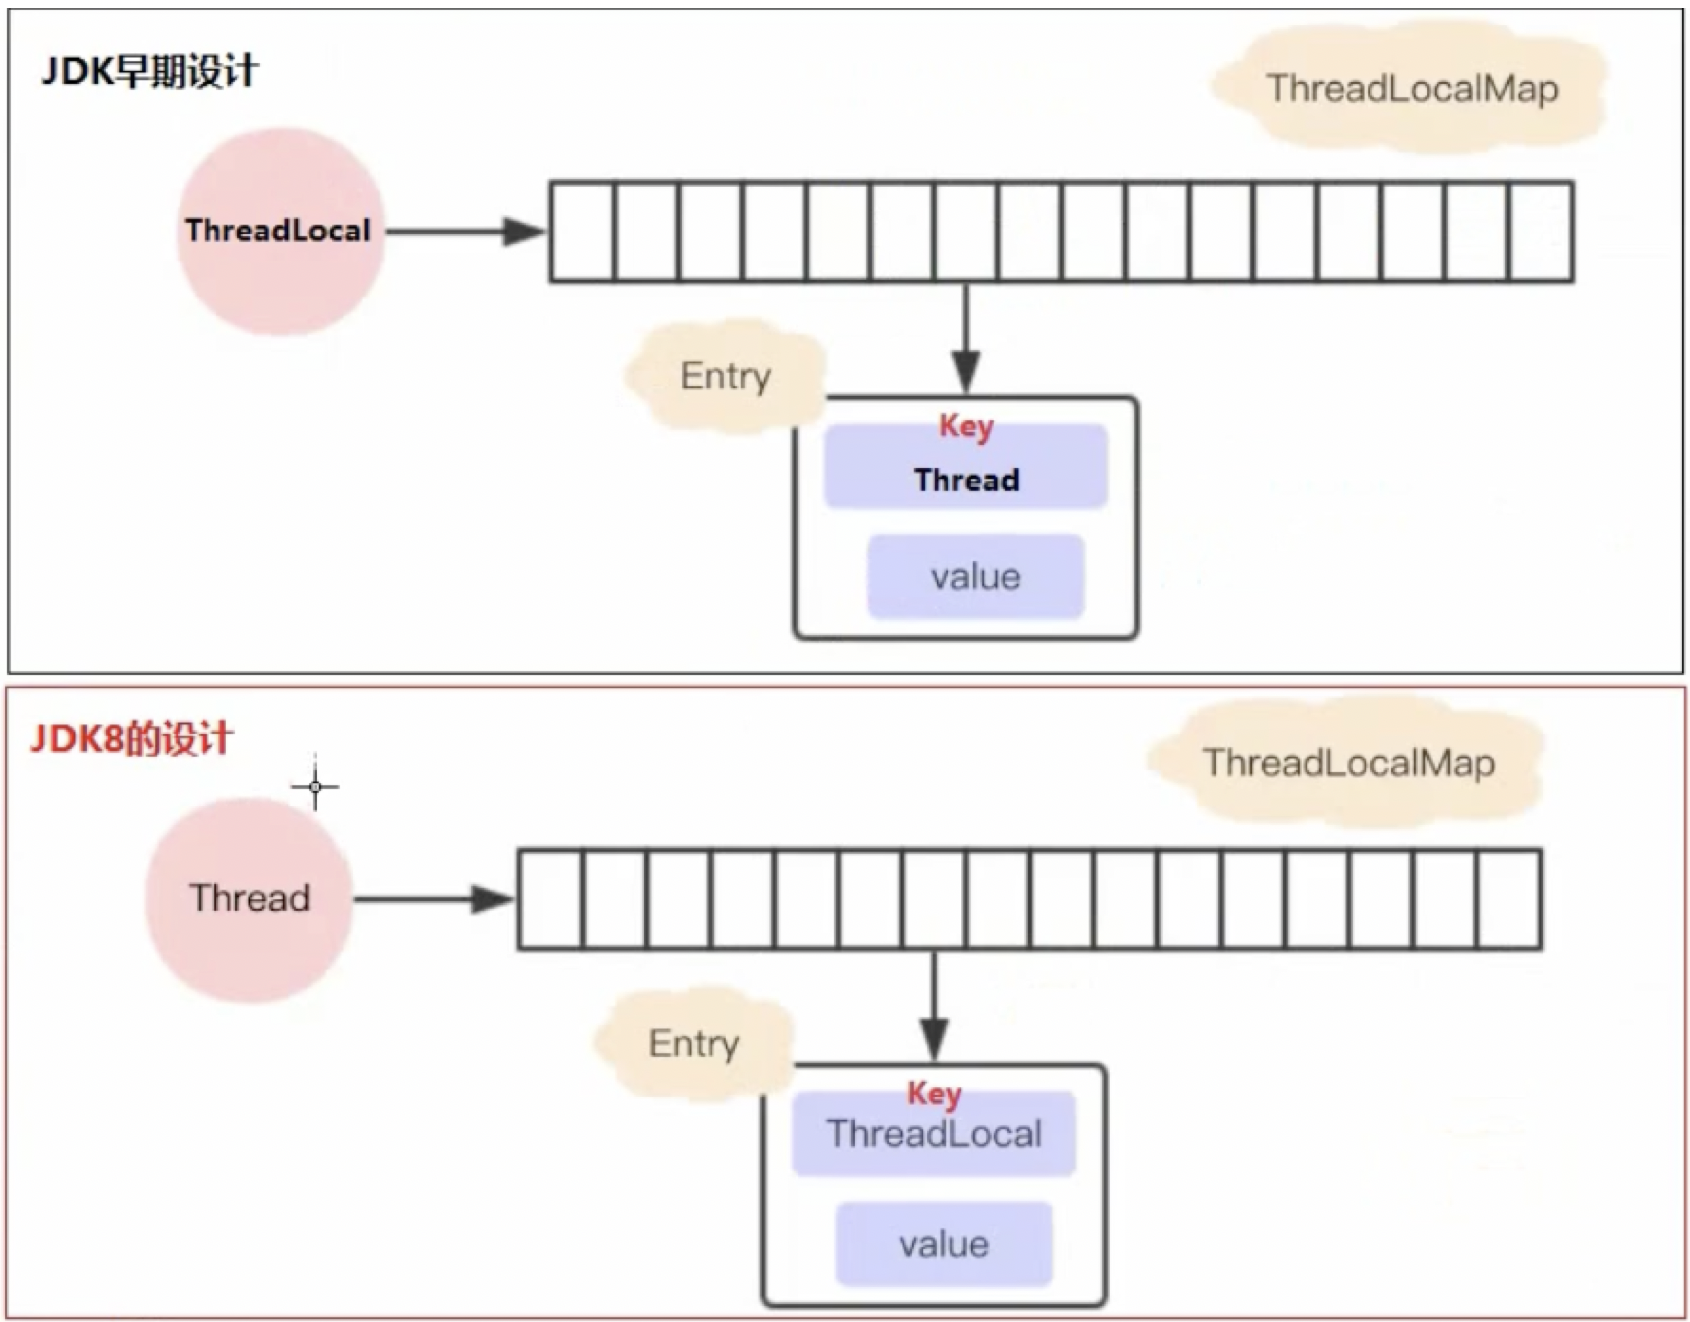 JDK早期设计
ThreadLocalMap
ThreadLocal
Entry
Key
Thread
value
JDK8的设计
ThreadLocalMap
Thread
Entry
Key
ThreadLocal
value